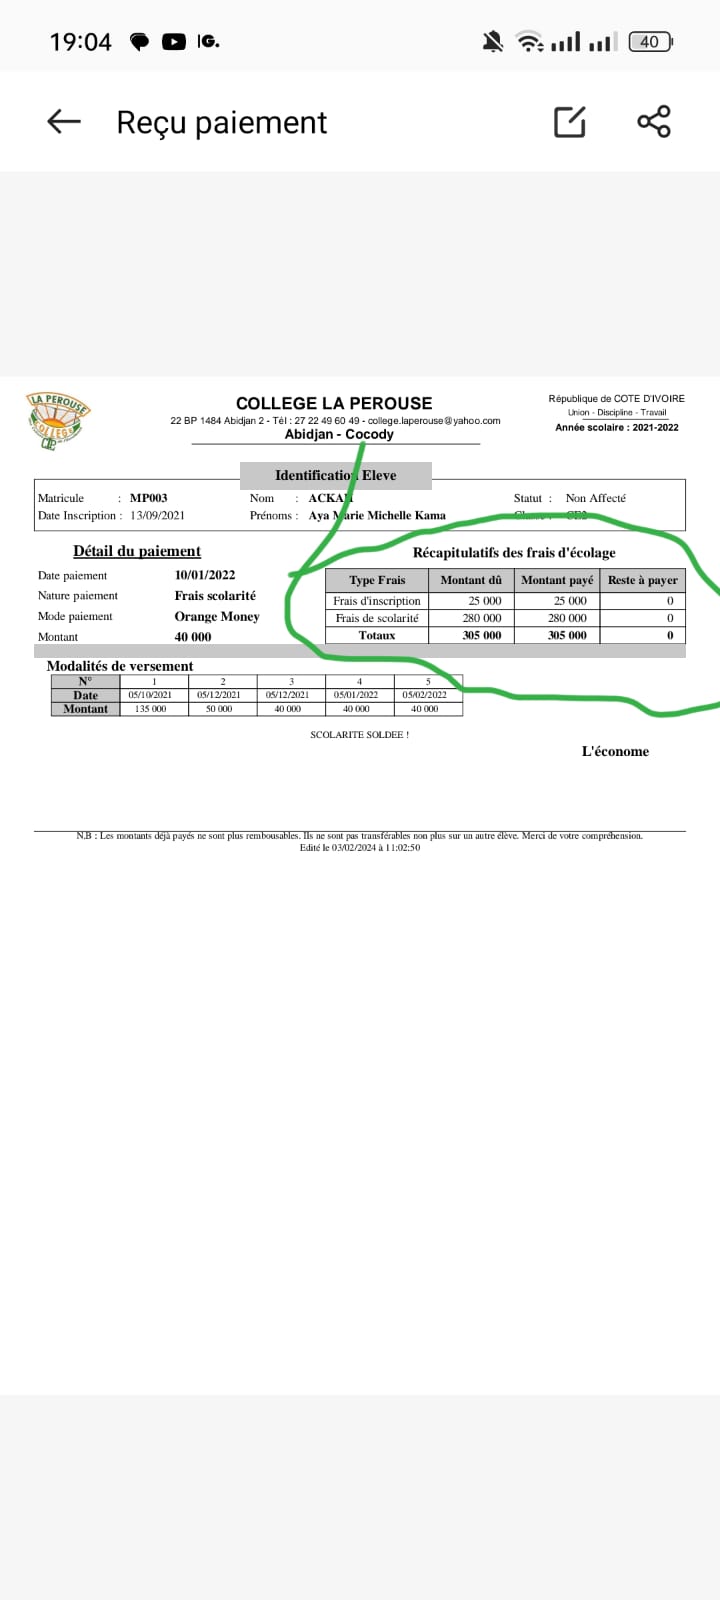 19:04 IG. 40
Reçu paiement
LA PEROUSE
COLLEGE
COLLEGE LA PEROUSE
22 BP 1484 Abidjan 2 - Tél : 27 22 49 60 49 - college.laperouse@yahoo.com
Abidjan - Cocody
République de COTE D'IVOIRE
Union - Discipline - Travail
Année scolaire : 2021-2022
Identification Eleve
Matricule : MP003 Nom : ACKAH Statut : Non Affecté
Date Inscription : 13/09/2021 Prénoms : Aya Marie Michelle Kama
Détail du paiement
Date paiement 10/01/2022
Nature paiement Frais scolarité
Mode paiement Orange Money
Montant 40 000
Récapitulatifs des frais d'écolage
Type Frais Montant dû Montant payé Reste à payer
Frais d'inscription 25 000 25 000 0
Frais de scolarité 280 000 280 000 0
Totaux 305 000 305 000 0
Modalités de versement
N° 1 2 3 4 5
Date 05/10/2021 05/12/2021 05/12/2021 05/01/2022 05/02/2022
Montant 135 000 50 000 40 000 40 000 40 000
SCOLARITE SOLDEE !
L'économe
N.B : Les montants déjà payés ne sont plus remboursables. Ils ne sont pas transférables non plus sur un autre élève. Merci de votre compréhension.
Edité le 03/02/2024 à 11:02:50